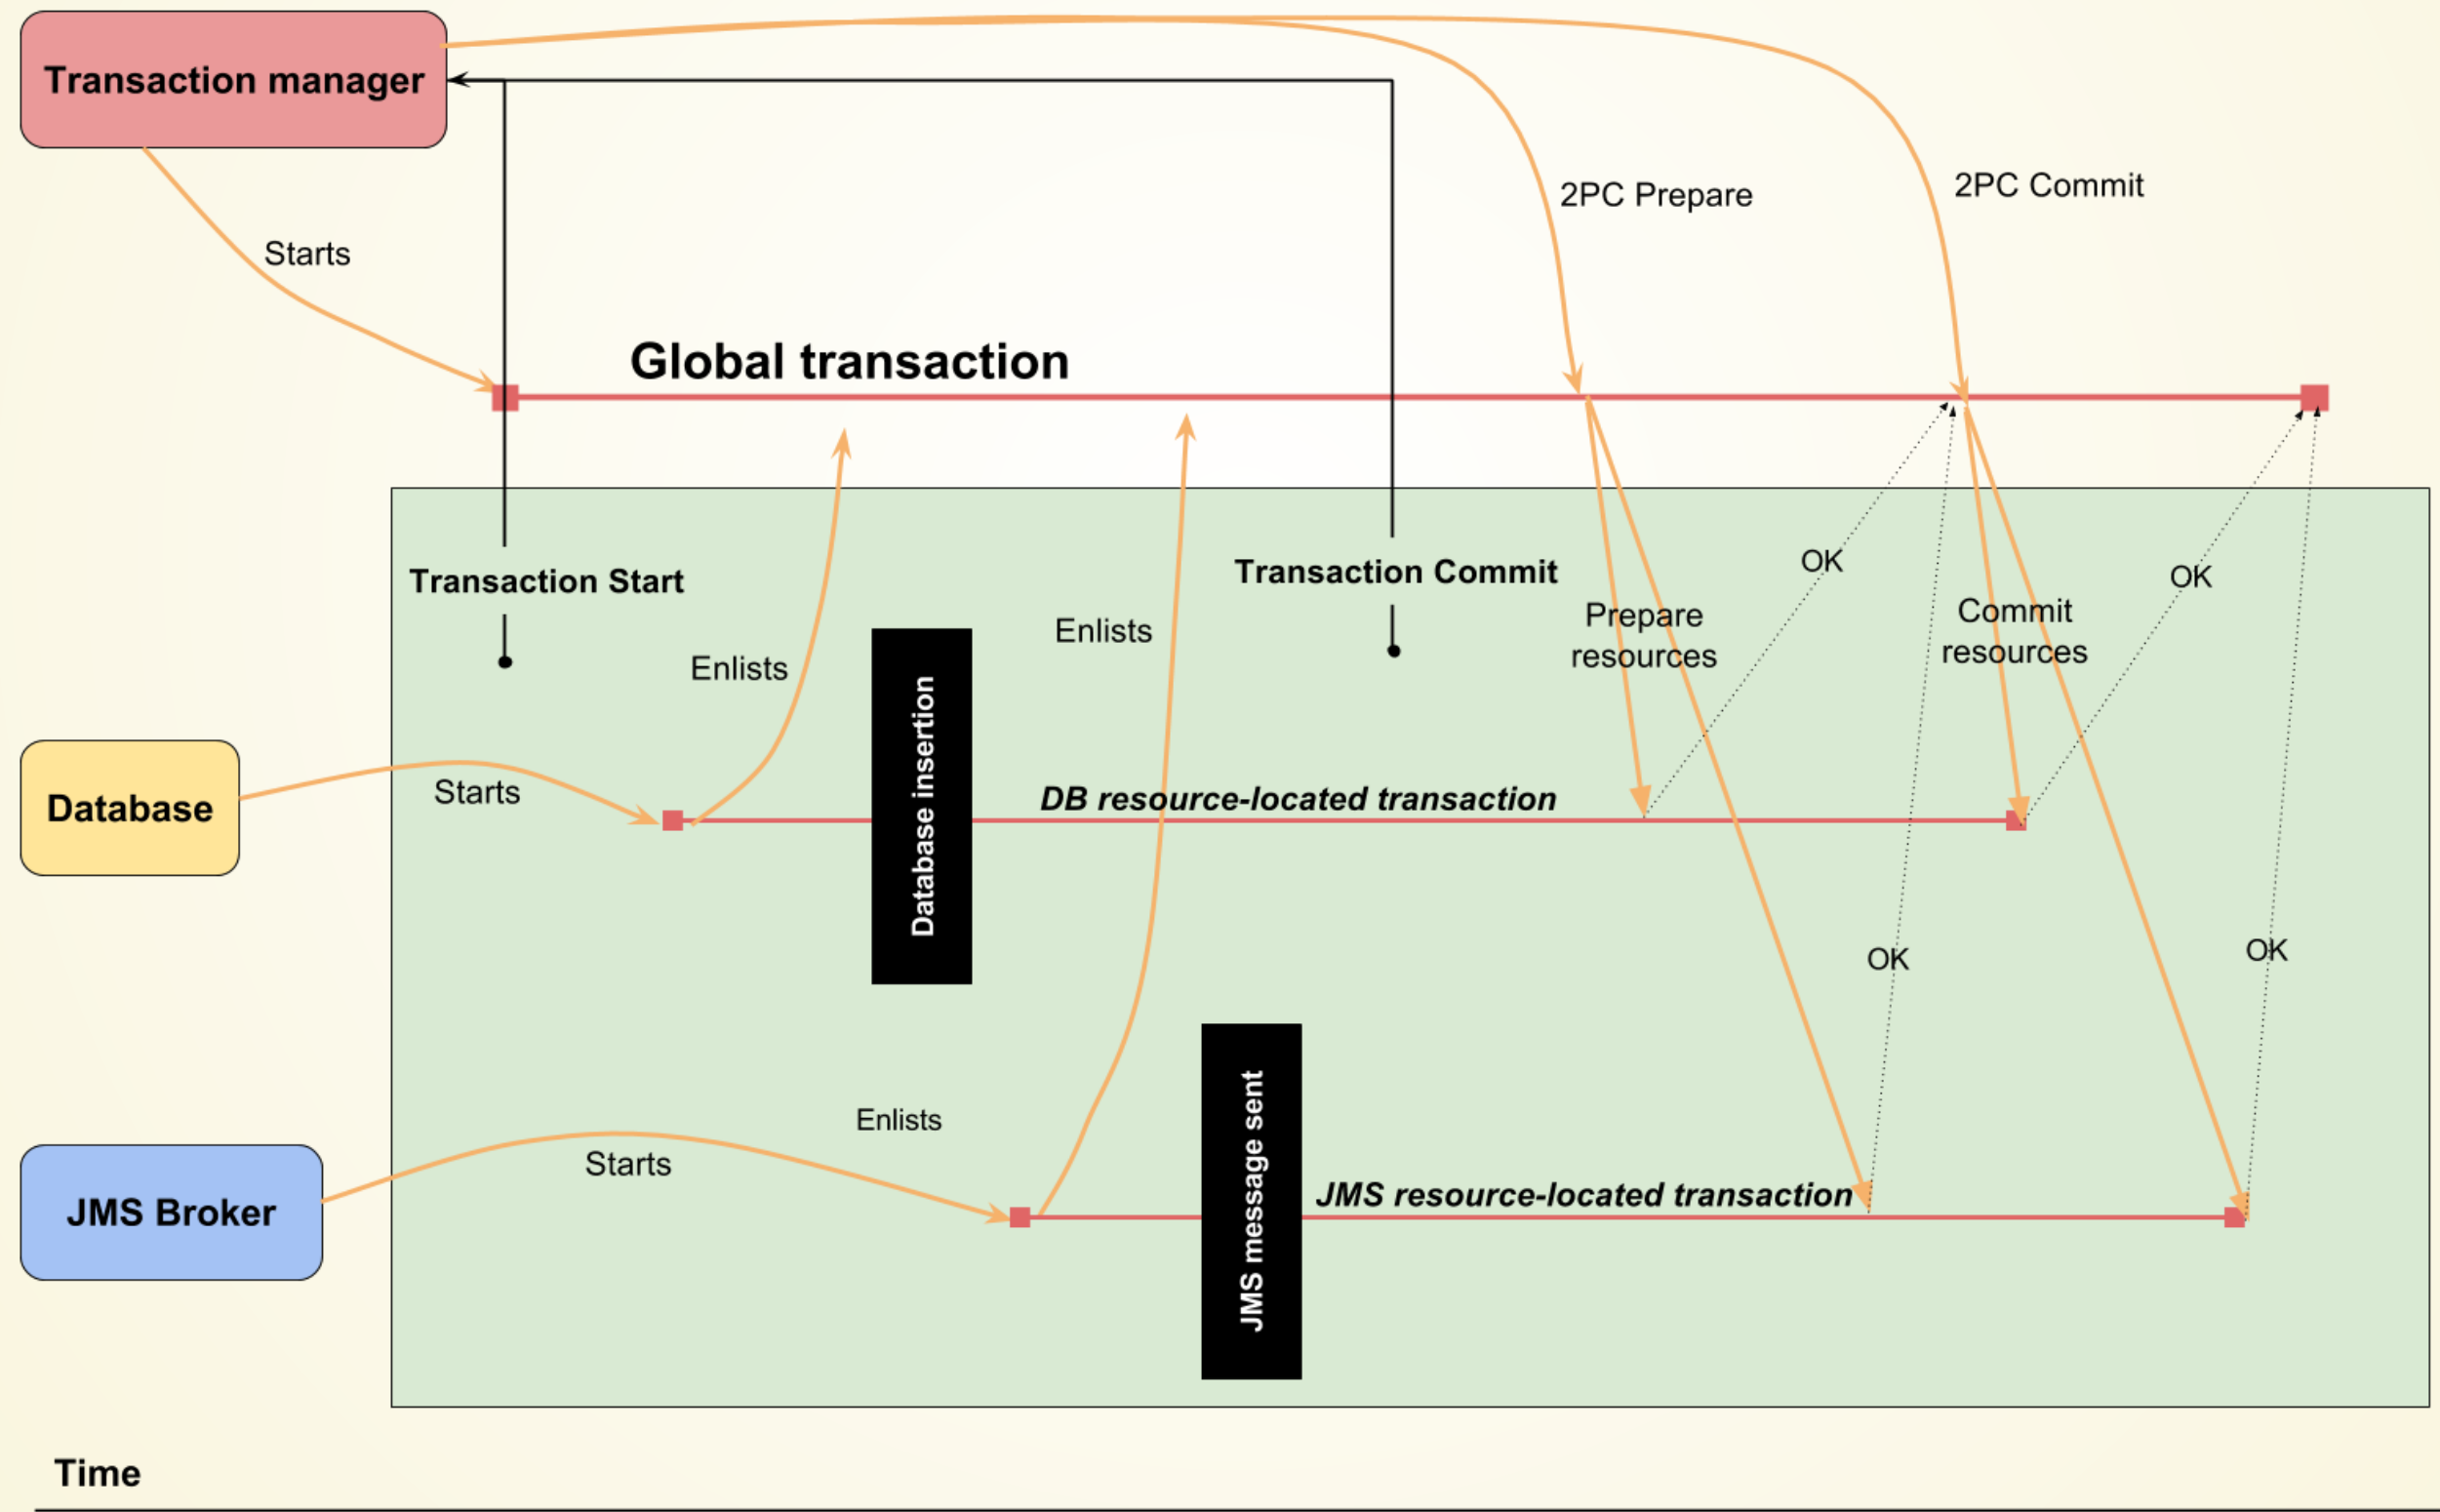 Transaction manager
2PC Prepare
2PC Commit
Starts
Global transaction
Transaction Start
Transaction Commit
OK
OK
Enlists
Enlists
Prepare
resources
Commit
resources
Database insertion
Database
Starts
DB resource-located transaction
OK
OK
Enlists
Starts
JMS Broker
JMS message sent
JMS resource-located transaction
Time